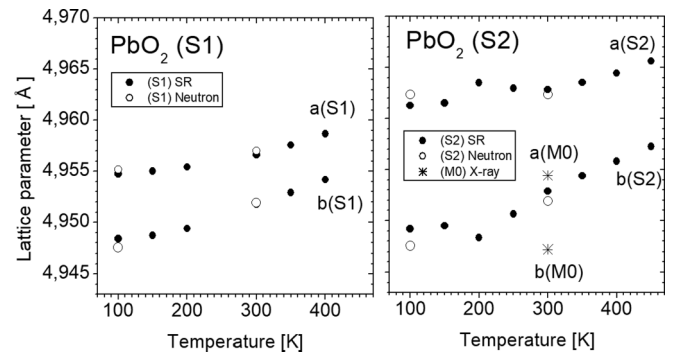 PbO2 (S1)
(S1) SR
(S1) Neutron
a(S1)
b(S1)
4,970
4,965
4,960
4,955
4,950
4,945
Lattice parameter [ Å ]
100 200 300 400
Temperature [K]
PbO2 (S2)
a(S2)
(S2) SR
(S2) Neutron
(M0) X-ray
a(M0)
b(S2)
b(M0)
100 200 300 400
Temperature [K]